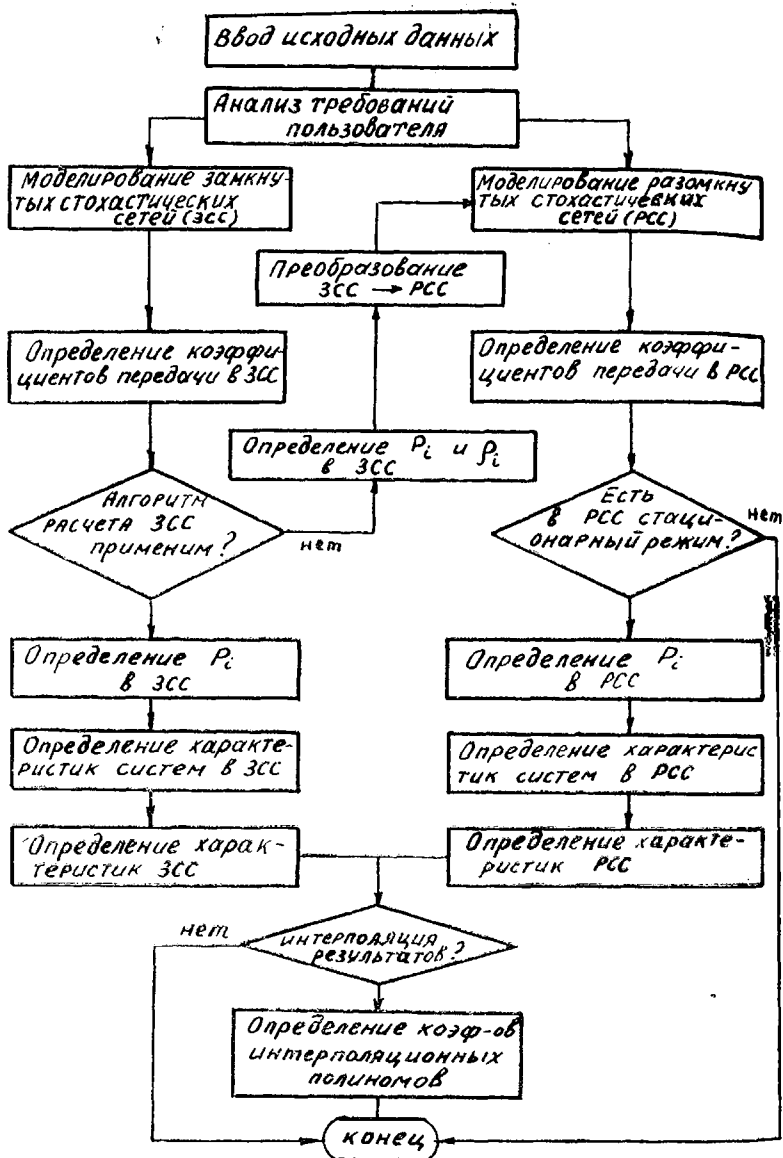 Ввод исходных данных
Анализ требований
пользователя
Моделирование замкну-
тых стохастических
сетей (ЗСС)
Моделирование разомкну
тых стохастических
сетей (РСС)
Преобразование
ЗСС → РСС
Определение коэффи-
циентов передачи в ЗСС
Определение коэффи-
циентов передачи в РСС
Определение Pi и ρi
в ЗСС
Алгоритм
расчета ЗСС
применим?
нет
Есть
в РСС стаци-
онарный режим?
нет
Определение Pi
в ЗСС
Определение Pi
в РСС
Определение характе-
ристик систем в ЗСС
Определение характерис
тик систем в РСС
Определение харак-
теристик ЗСС
Определение характе-
ристик РСС
нет
интерполяция
результатов?
Определение коэф-ов
интерполяционных
полиномов
конец